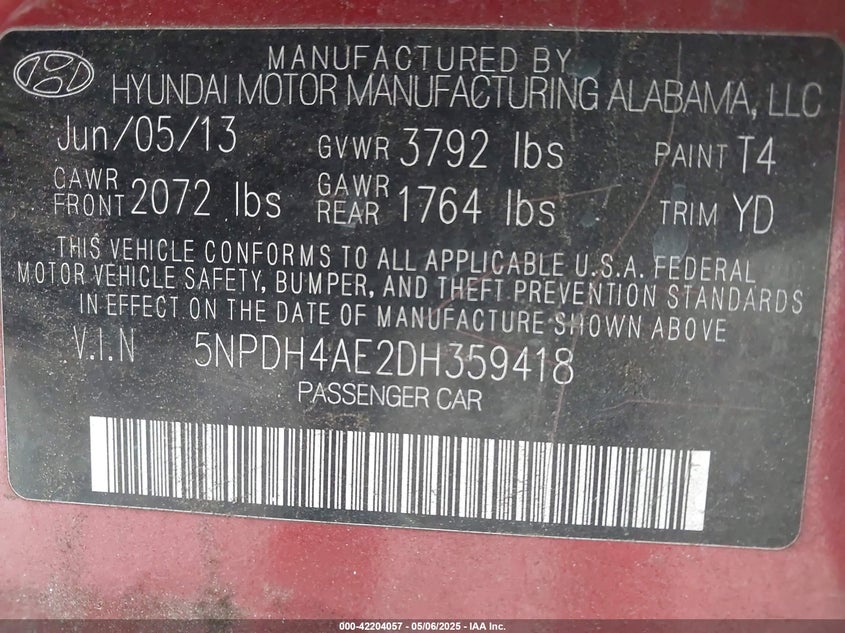 MANUFACTURED BY
HYUNDAI MOTOR MANUFACTURING ALABAMA, LLC
Jun/05/13 GVWR 3792 lbs PAINT T4
GAWR FRONT 2072 lbs GAWR REAR 1764 lbs TRIM YD
THIS VEHICLE CONFORMS TO ALL APPLICABLE U.S.A. FEDERAL
MOTOR VEHICLE SAFETY, BUMPER, AND THEFT PREVENTION STANDARDS
IN EFFECT ON THE DATE OF MANUFACTURE SHOWN ABOVE
V.I.N 5NPDH4AE2DH359418
PASSENGER CAR
000-42204057 - 05/06/2025 - IAA Inc.